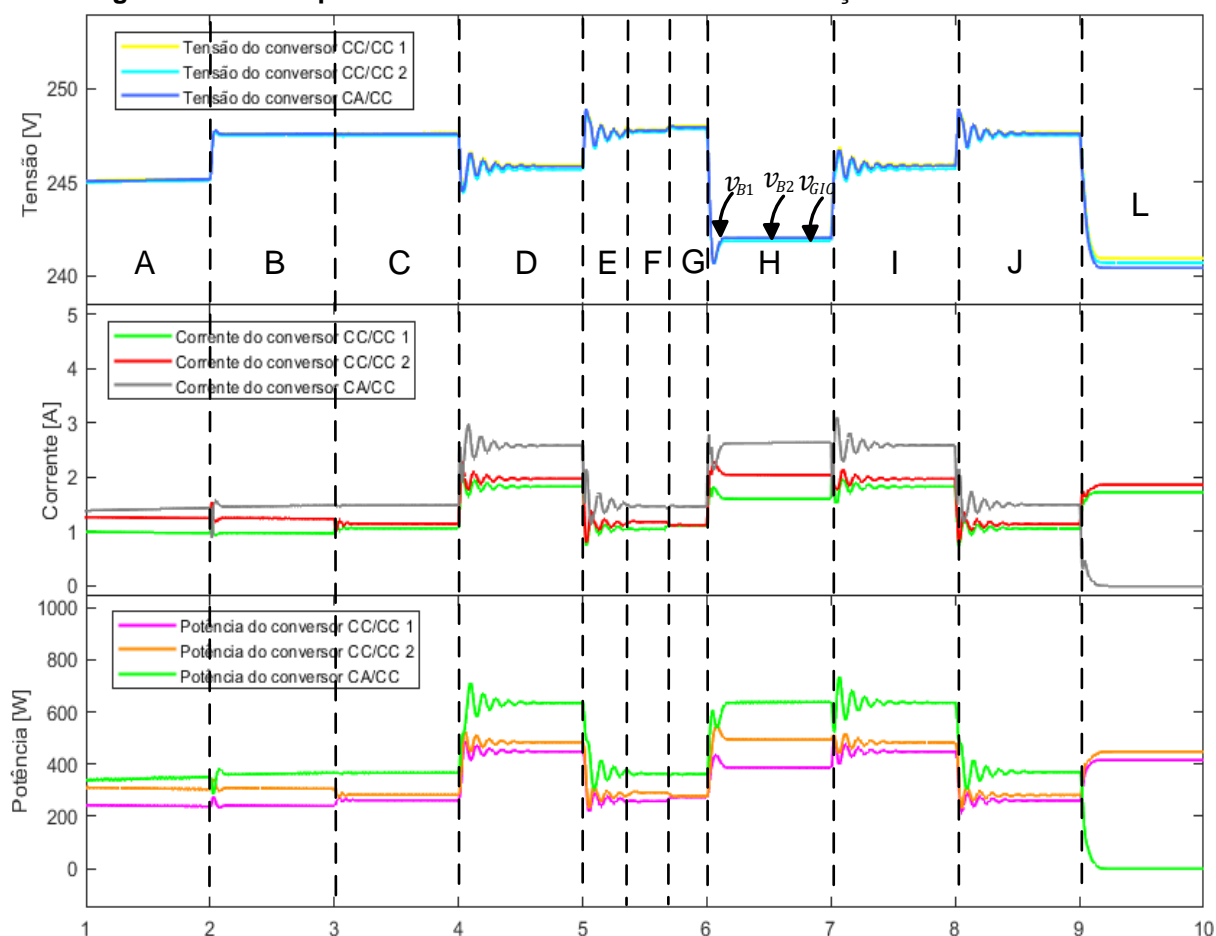 Tensão do conversor CC/CC 1
Tensão do conversor CC/CC 2
Tensão do conversor CA/CC
Tensão [V]
250
245
240
v_B1 v_B2 v_GIC
A B C D E F G H I J L
Corrente do conversor CC/CC 1
Corrente do conversor CC/CC 2
Corrente do conversor CA/CC
Corrente [A]
5
4
3
2
1
0
Potência do conversor CC/CC 1
Potência do conversor CC/CC 2
Potência do conversor CA/CC
Potência [W]
1000
800
600
400
200
0
1 2 3 4 5 6 7 8 9 10